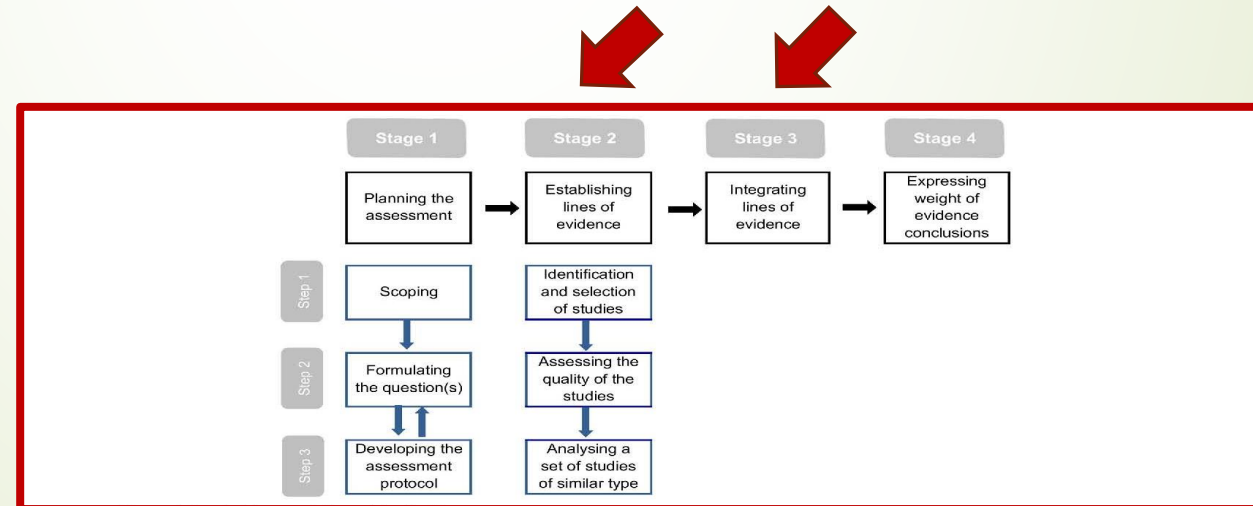 Stage 1
Stage 2
Stage 3
Stage 4
Planning the
assessment
Establishing
lines of
evidence
Integrating
lines of
evidence
Expressing
weight of
evidence
conclusions
Step 1
Scoping
Identification
and selection
of studies
Step 2
Formulating
the question(s)
Assessing the
quality of the
studies
Step 3
Developing the
assessment
protocol
Analysing a
set of studies
of similar type